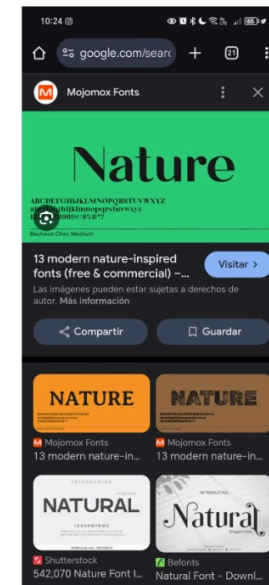 10:24
google.com/searc
21
Mojomox Fonts
Nature
ABCDEFGHIJKLMNOPQRSTUVWXYZ
Bauhaus Chez Medium
13 modern nature-inspired
fonts (free & commercial) –...
Visitar
Las imágenes pueden estar sujetas a derechos de
autor. Más información
Compartir
Guardar
NATURE
NATURE
Mojomox Fonts
Mojomox Fonts
13 modern nature-in...
13 modern nature-in...
NATURAL
Natural
Shutterstock
Befonts
542,070 Nature Font I...
Natural Font - Downl...